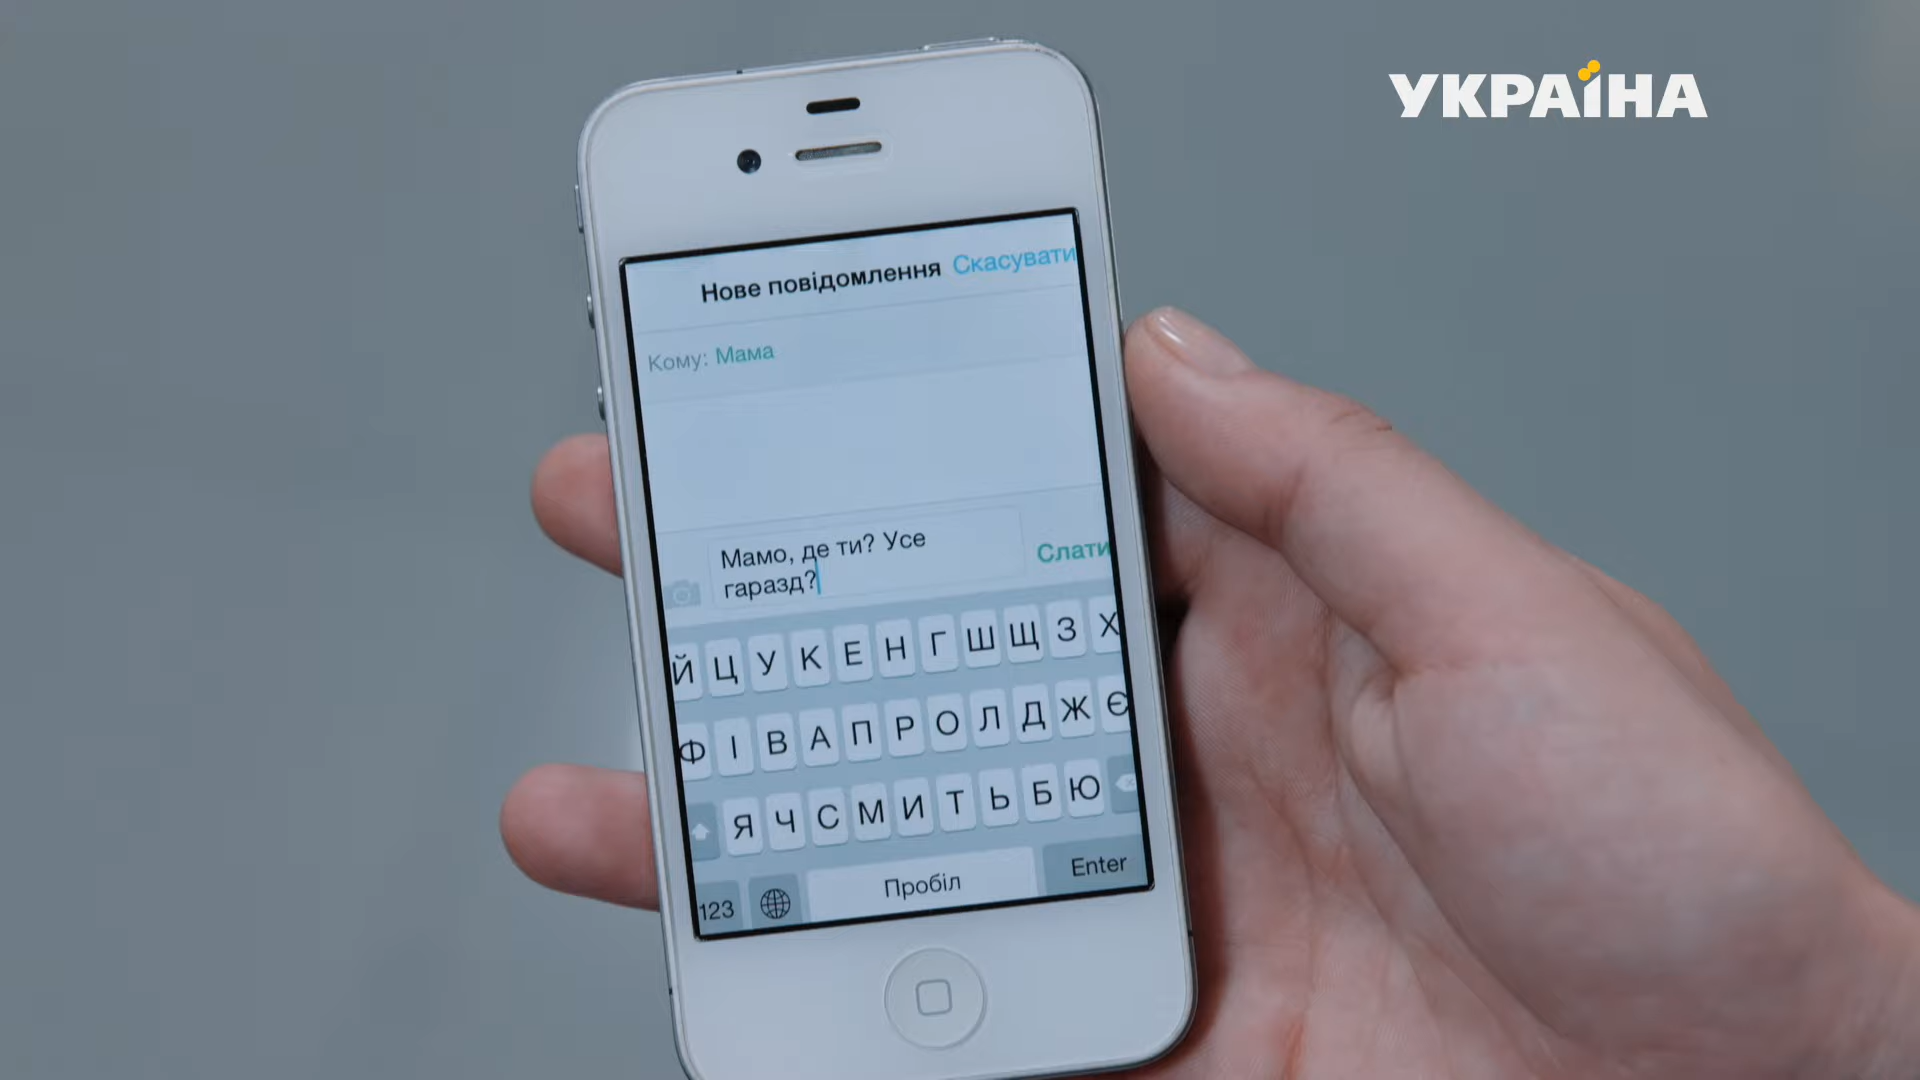 УКРАЇНА
Нове повідомлення Скасувати
Кому: Мама
Мамо, де ти? Усе
гаразд?
Слати
Й Ц У К Е Н Г Ш Щ З Х
Ф І В А П Р О Л Д Ж Є
Я Ч С М И Т Ь Б Ю
123 Пробіл Enter